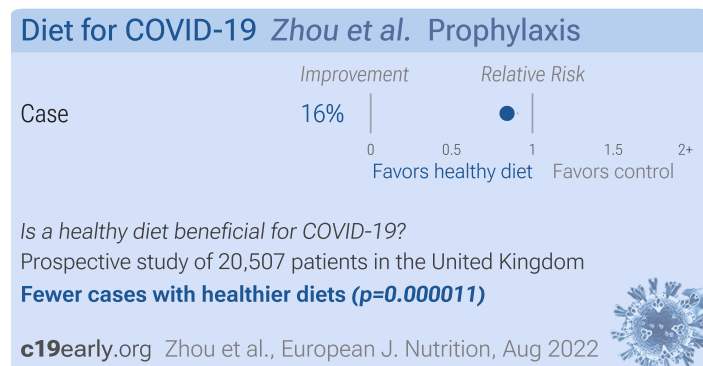 Diet for COVID-19 Zhou et al. Prophylaxis
Improvement Relative Risk
Case 16%
0 0.5 1 1.5 2+
Favors healthy diet Favors control
Is a healthy diet beneficial for COVID-19?
Prospective study of 20,507 patients in the United Kingdom
Fewer cases with healthier diets (p=0.000011)
c19early.org Zhou et al., European J. Nutrition, Aug 2022